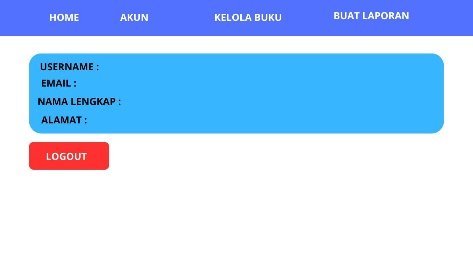 HOME AKUN KELOLA BUKU BUAT LAPORAN
USERNAME :
EMAIL :
NAMA LENGKAP :
ALAMAT :
LOGOUT